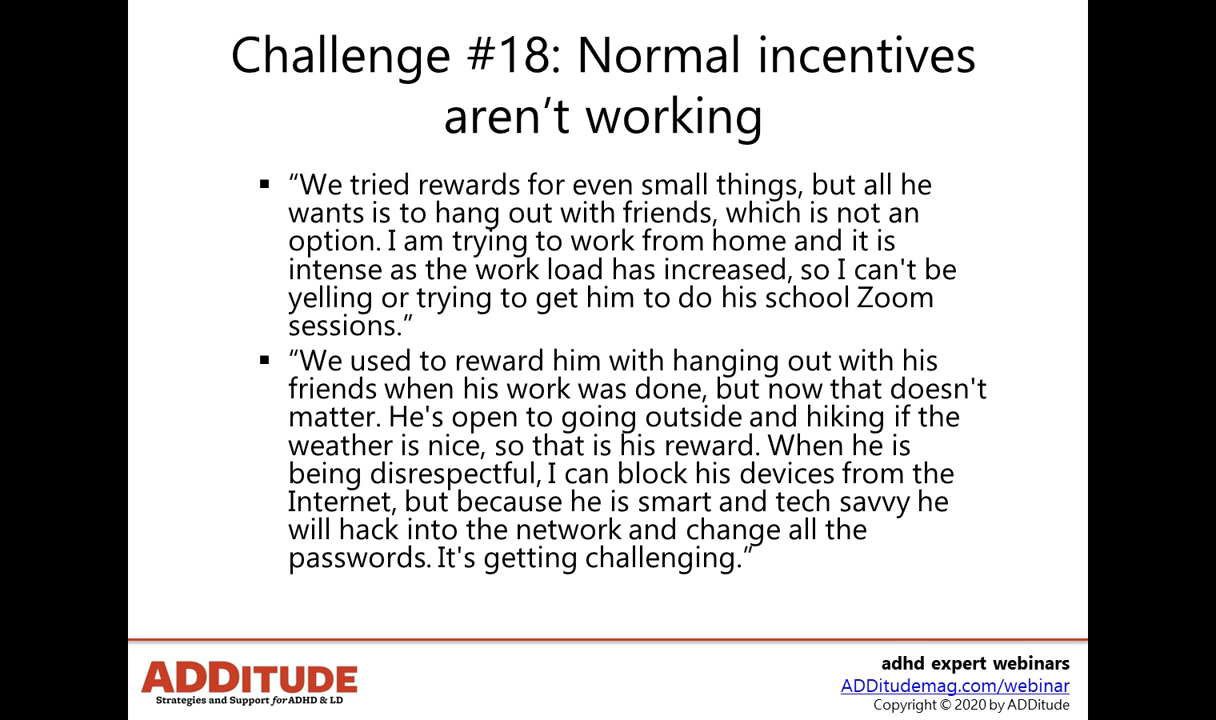 Challenge #18: Normal incentives
aren’t working
▪ “We tried rewards for even small things, but all he
wants is to hang out with friends, which is not an
option. I am trying to work from home and it is
intense as the work load has increased, so I can't be
yelling or trying to get him to do his school Zoom
sessions.”
▪ “We used to reward him with hanging out with his
friends when his work was done, but now that doesn't
matter. He's open to going outside and hiking if the
weather is nice, so that is his reward. When he is
being disrespectful, I can block his devices from the
Internet, but because he is smart and tech savvy he
will hack into the network and change all the
passwords. It's getting challenging.”
ADDITUDE
Strategies and Support for ADHD & LD
adhd expert webinars
ADDitudemag.com/webinar
Copyright © 2020 by ADDitude